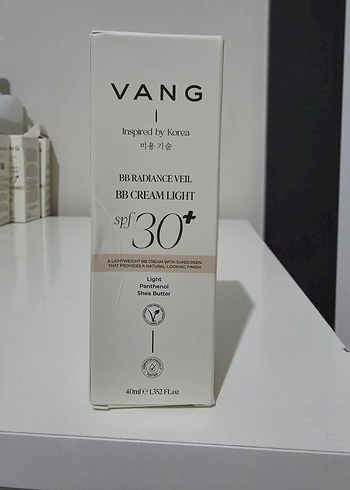 VANG
Inspired by Korea
미용 기술
BB RADIANCE VEIL
BB CREAM LIGHT
spf 30+
A LIGHTWEIGHT BB CREAM WITH SUNSCREEN
THAT PROVIDES A NATURAL-LOOKING FINISH.
Light
Panthenol
Shea Butter
40ml ℮ 1.352 FL.oz